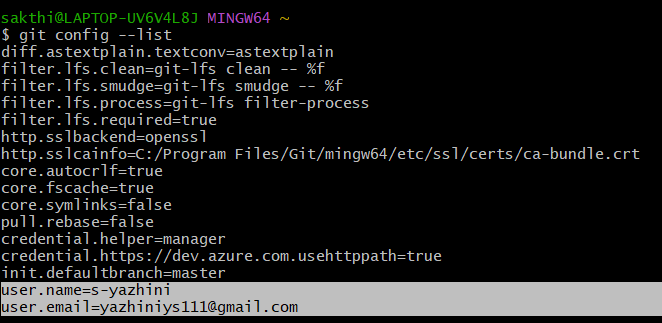 sakthi@LAPTOP-UV6V4L8J MINGW64 ~
$ git config --list
diff.astextplain.textconv=astextplain
filter.lfs.clean=git-lfs clean -- %f
filter.lfs.smudge=git-lfs smudge -- %f
filter.lfs.process=git-lfs filter-process
filter.lfs.required=true
http.sslbackend=openssl
http.sslcainfo=C:/Program Files/Git/mingw64/etc/ssl/certs/ca-bundle.crt
core.autocrlf=true
core.fscache=true
core.symlinks=false
pull.rebase=false
credential.helper=manager
credential.https://dev.azure.com.usehttppath=true
init.defaultbranch=master
user.name=s-yazhini
user.email=yazhiniys111@gmail.com